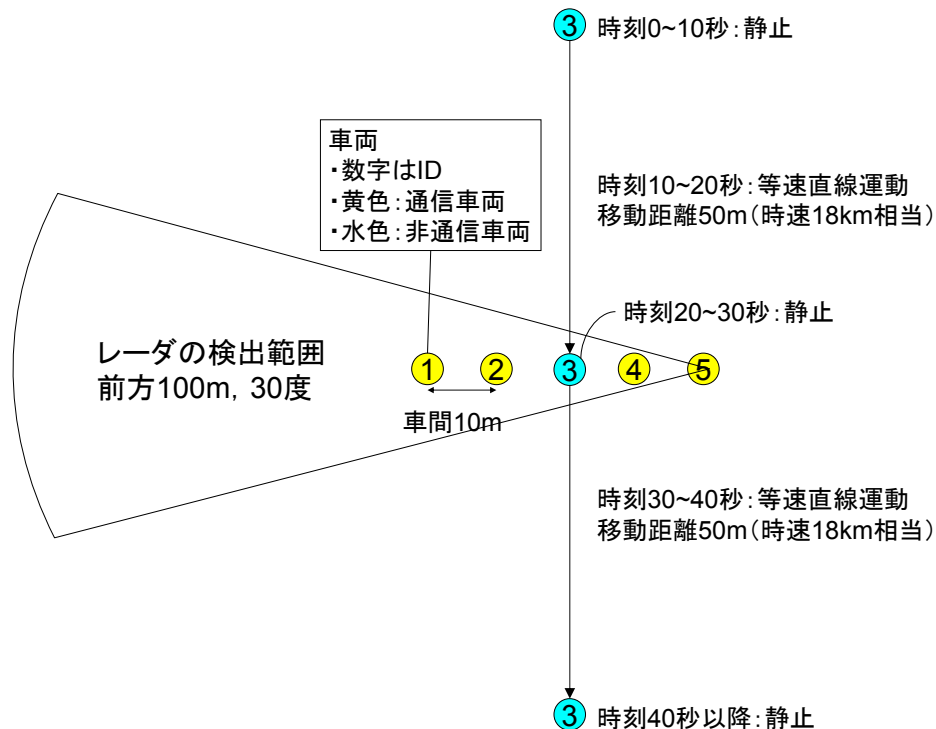 3 時刻0~10秒：静止
車両
・数字はID
・黄色：通信車両
・水色：非通信車両
時刻10~20秒：等速直線運動
移動距離50m（時速18km相当）
時刻20~30秒：静止
レーダの検出範囲
前方100m，30度
1 2 3 4 5
車間10m
時刻30~40秒：等速直線運動
移動距離50m（時速18km相当）
3 時刻40秒以降：静止